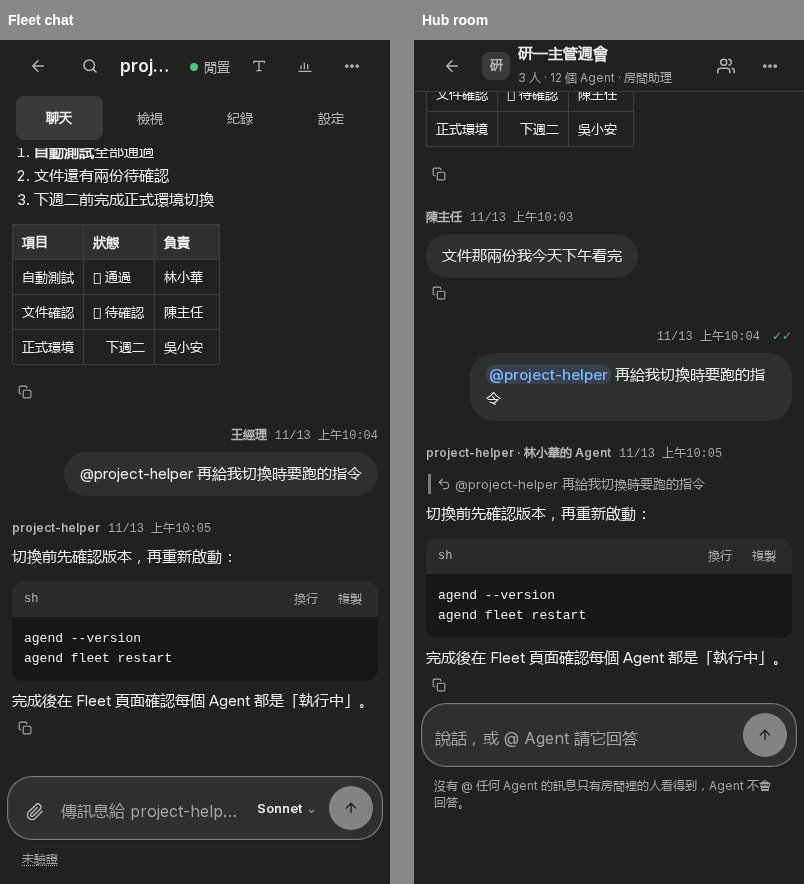 Fleet chat
proj…
閒置
聊天
檢視
紀錄
設定
1. 自動測試全部通過
2. 文件還有兩份待確認
3. 下週二前完成正式環境切換
項目 狀態 負責
自動測試 通過 林小華
文件確認 待確認 陳主任
正式環境 下週二 吳小安
王經理 11/13 上午10:04
@project-helper 再給我切換時要跑的指令
project-helper 11/13 上午10:05
切換前先確認版本，再重新啟動：
sh 換行 複製
agend --version
agend fleet restart
完成後在 Fleet 頁面確認每個 Agent 都是「執行中」。
傳訊息給 project-help… Sonnet
未驗證
Hub room
研 研一主管週會
3 人 · 12 個 Agent · 房間助理
文件確認 待確認 陳主任
正式環境 下週二 吳小安
陳主任 11/13 上午10:03
文件那兩份我今天下午看完
11/13 上午10:04 ✓✓
@project-helper 再給我切換時要跑的指
令
project-helper · 林小華的 Agent 11/13 上午10:05
@project-helper 再給我切換時要跑的指令
切換前先確認版本，再重新啟動：
sh 換行 複製
agend --version
agend fleet restart
完成後在 Fleet 頁面確認每個 Agent 都是「執行中」。
說話，或 @ Agent 請它回答
沒有 @ 任何 Agent 的訊息只有房間裡的人看得到，Agent 不會
回答。